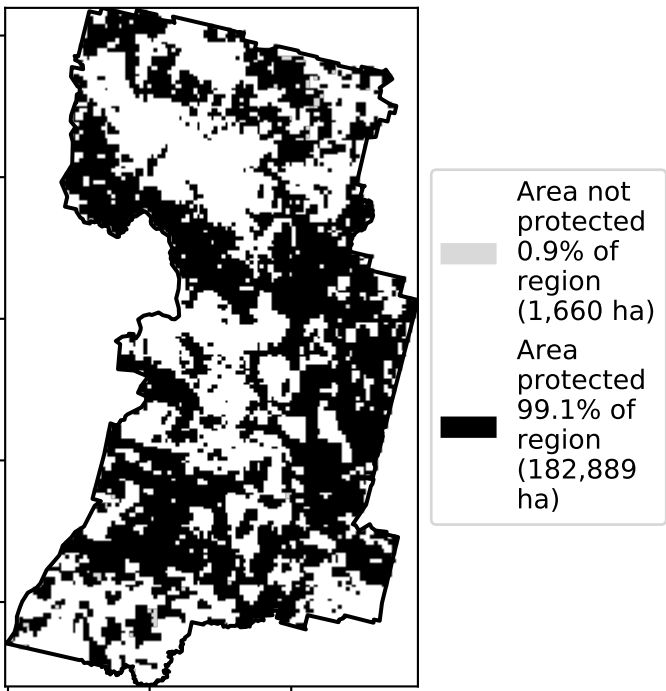 Area not
protected
0.9% of
region
(1,660 ha)
Area
protected
99.1% of
region
(182,889
ha)